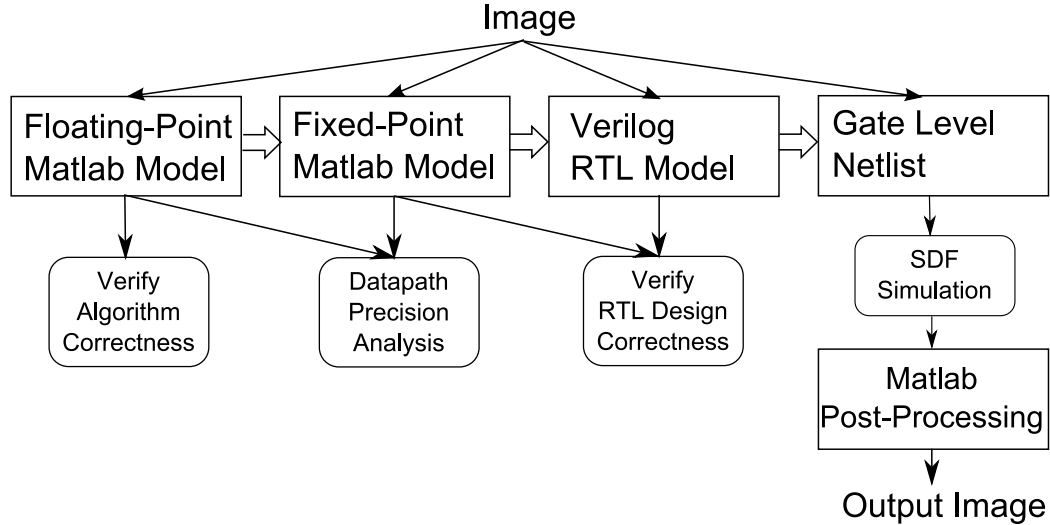 Image
Floating-Point
Matlab Model
Fixed-Point
Matlab Model
Verilog
RTL Model
Gate Level
Netlist
Verify
Algorithm
Correctness
Datapath
Precision
Analysis
Verify
RTL Design
Correctness
SDF
Simulation
Matlab
Post-Processing
Output Image